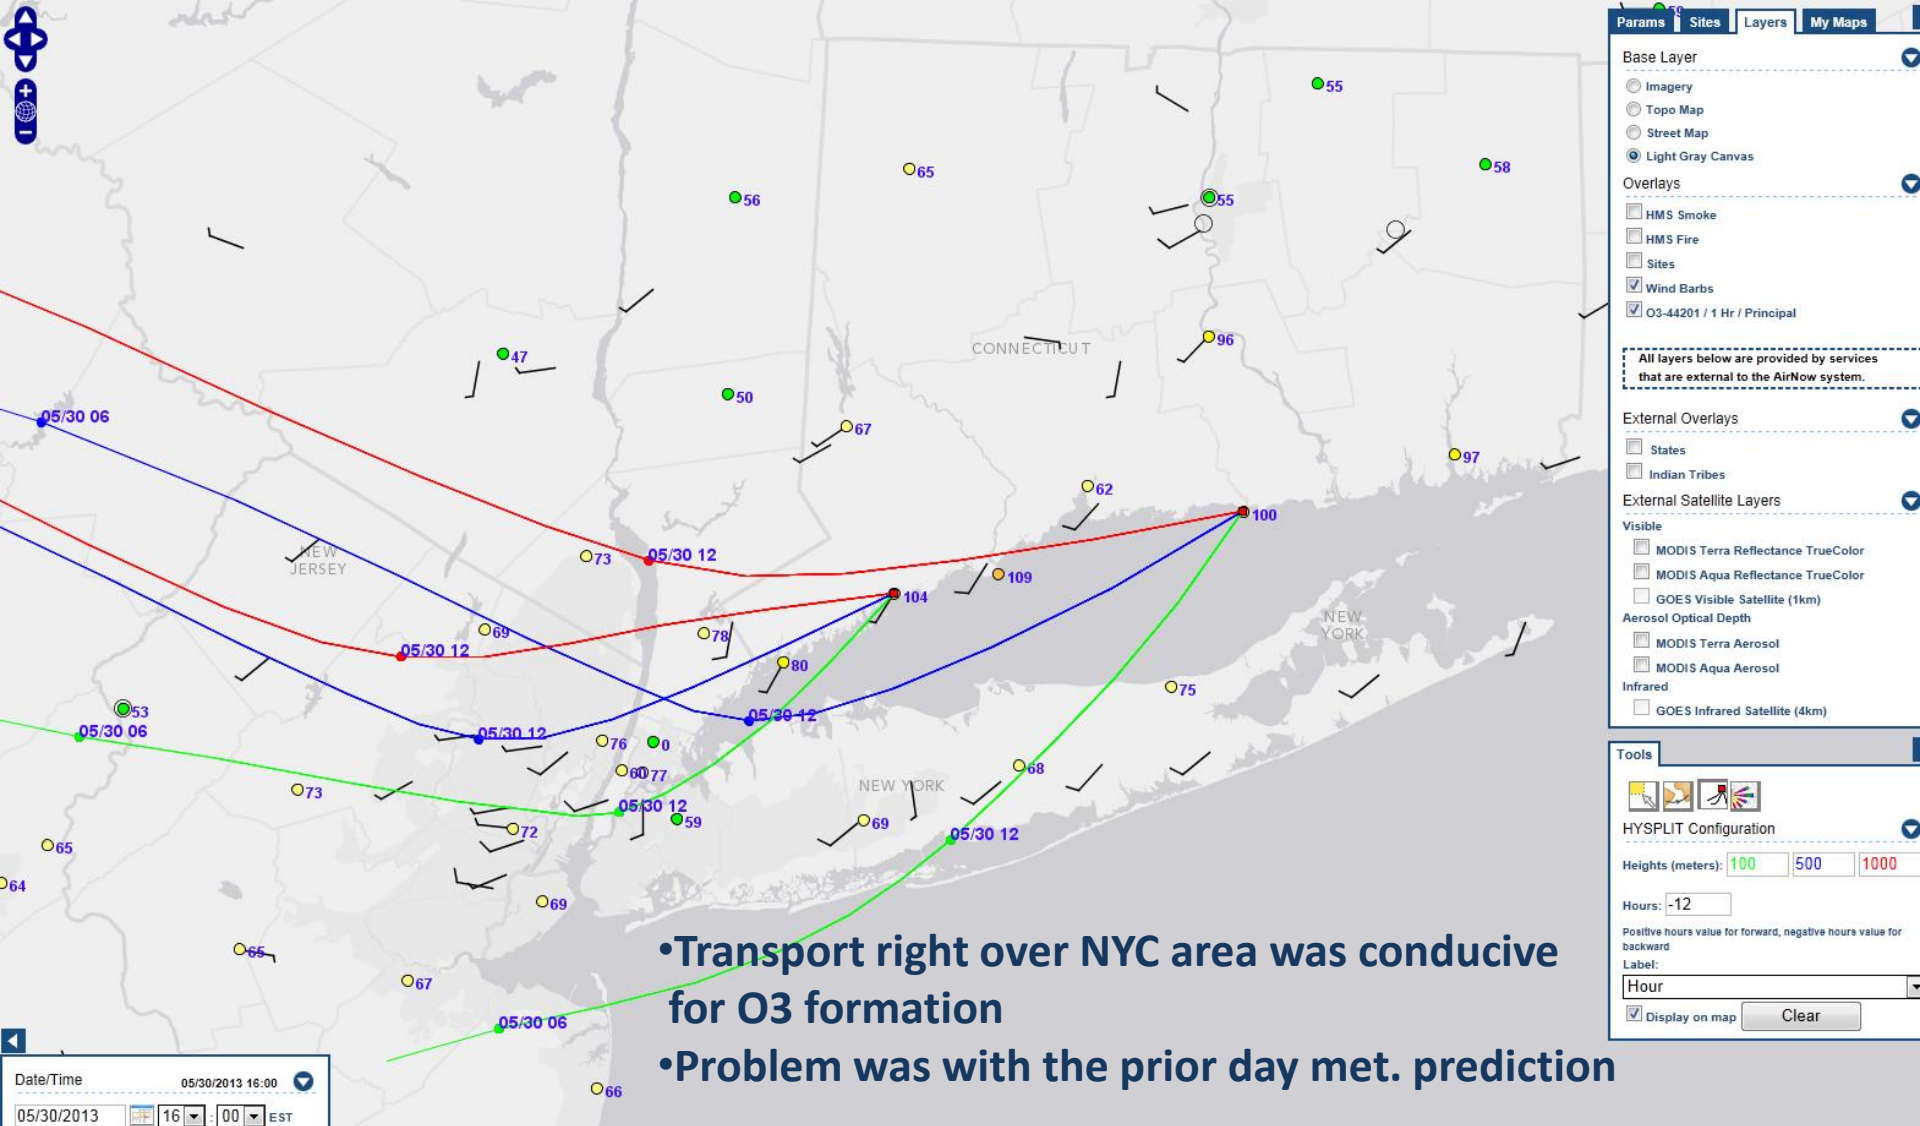 55
65
58
56
55
CONNECTICUT
96
47
50
05/30 06
67
97
62
100
NEW
JERSEY
73
05/30 12
109
104
NEW
YORK
69
78
05/30 12
80
75
53
05/30 06
05/30 12
05/30 12
76
0
68
60
77
NEW YORK
73
05/30 12
59
72
69
05/30 12
65
64
69
65
67
05/30 06
66
•Transport right over NYC area was conducive
for O3 formation
•Problem was with the prior day met. prediction
Date/Time 05/30/2013 16:00
05/30/2013 16 : 00 EST
59
Params Sites Layers My Maps
Base Layer
Imagery
Topo Map
Street Map
Light Gray Canvas
Overlays
HMS Smoke
HMS Fire
Sites
Wind Barbs
O3-44201 / 1 Hr / Principal
All layers below are provided by services
that are external to the AirNow system.
External Overlays
States
Indian Tribes
External Satellite Layers
Visible
MODIS Terra Reflectance TrueColor
MODIS Aqua Reflectance TrueColor
GOES Visible Satellite (1km)
Aerosol Optical Depth
MODIS Terra Aerosol
MODIS Aqua Aerosol
Infrared
GOES Infrared Satellite (4km)
Tools
HYSPLIT Configuration
Heights (meters): 100 500 1000
Hours: -12
Positive hours value for forward, negative hours value for
backward
Label:
Hour
Display on map Clear